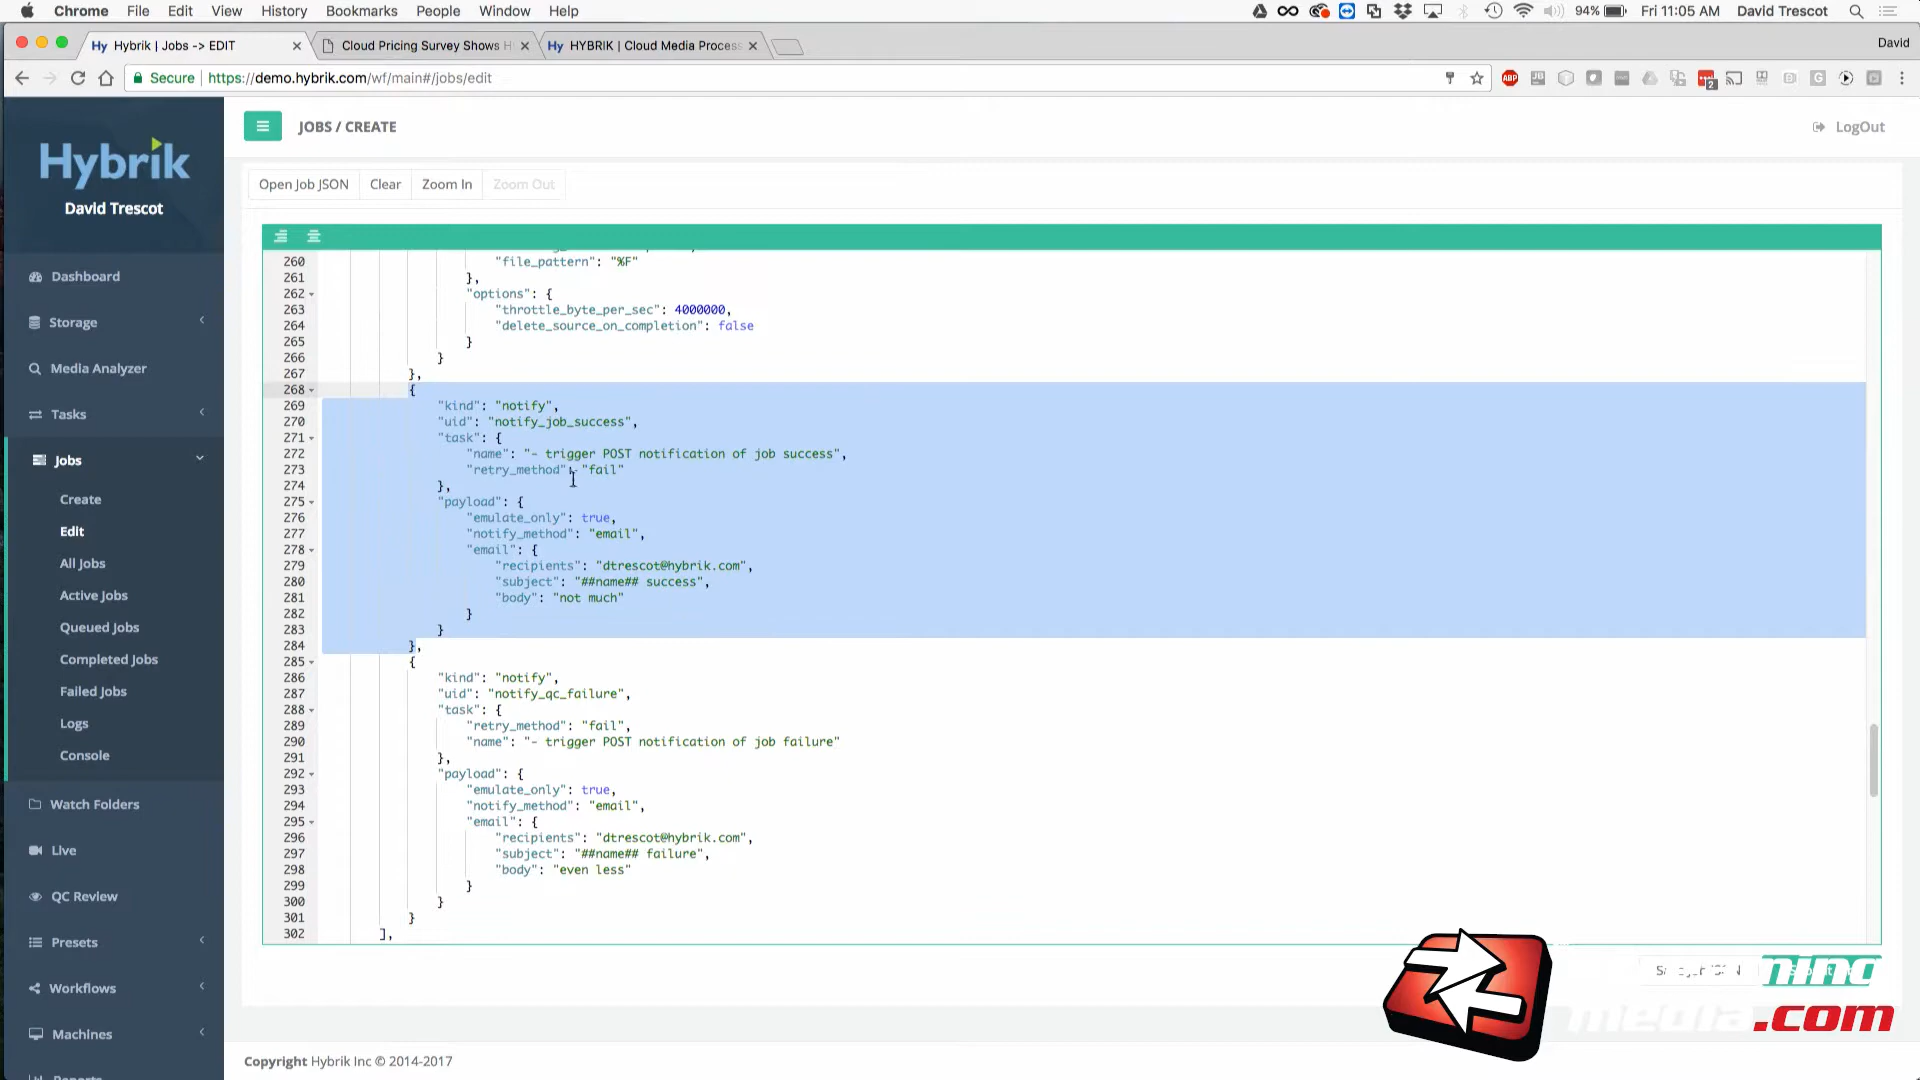 Chrome File Edit View History Bookmarks People Window Help 94% Fri 11:05 AM David Trescot
Hy Hybrik | Jobs -> EDIT Cloud Pricing Survey Shows H Hy HYBRIK | Cloud Media Process David
Secure https://demo.hybrik.com/wf/main#/jobs/edit ABP 2
Hybrik
David Trescot
Dashboard
Storage
Media Analyzer
Tasks
Jobs
Create
Edit
All Jobs
Active Jobs
Queued Jobs
Completed Jobs
Failed Jobs
Logs
Console
Watch Folders
Live
QC Review
Presets
Workflows
Machines
Reports
JOBS / CREATE LogOut
Open Job JSON Clear Zoom In Zoom Out
260 "file_pattern": "%F"
261 },
262 "options": {
263 "throttle_byte_per_sec": 4000000,
264 "delete_source_on_completion": false
265 }
266 }
267 },
268 {
269 "kind": "notify",
270 "uid": "notify_job_success",
271 "task": {
272 "name": "- trigger POST notification of job success",
273 "retry_method": "fail"
274 },
275 "payload": {
276 "emulate_only": true,
277 "notify_method": "email",
278 "email": {
279 "recipients": "dtrescot@hybrik.com",
280 "subject": "##name## success",
281 "body": "not much"
282 }
283 }
284 },
285 {
286 "kind": "notify",
287 "uid": "notify_qc_failure",
288 "task": {
289 "retry_method": "fail",
290 "name": "- trigger POST notification of job failure"
291 },
292 "payload": {
293 "emulate_only": true,
294 "notify_method": "email",
295 "email": {
296 "recipients": "dtrescot@hybrik.com",
297 "subject": "##name## failure",
298 "body": "even less"
299 }
300 }
301 }
302 ],
ning
media.com
Copyright Hybrik Inc © 2014-2017